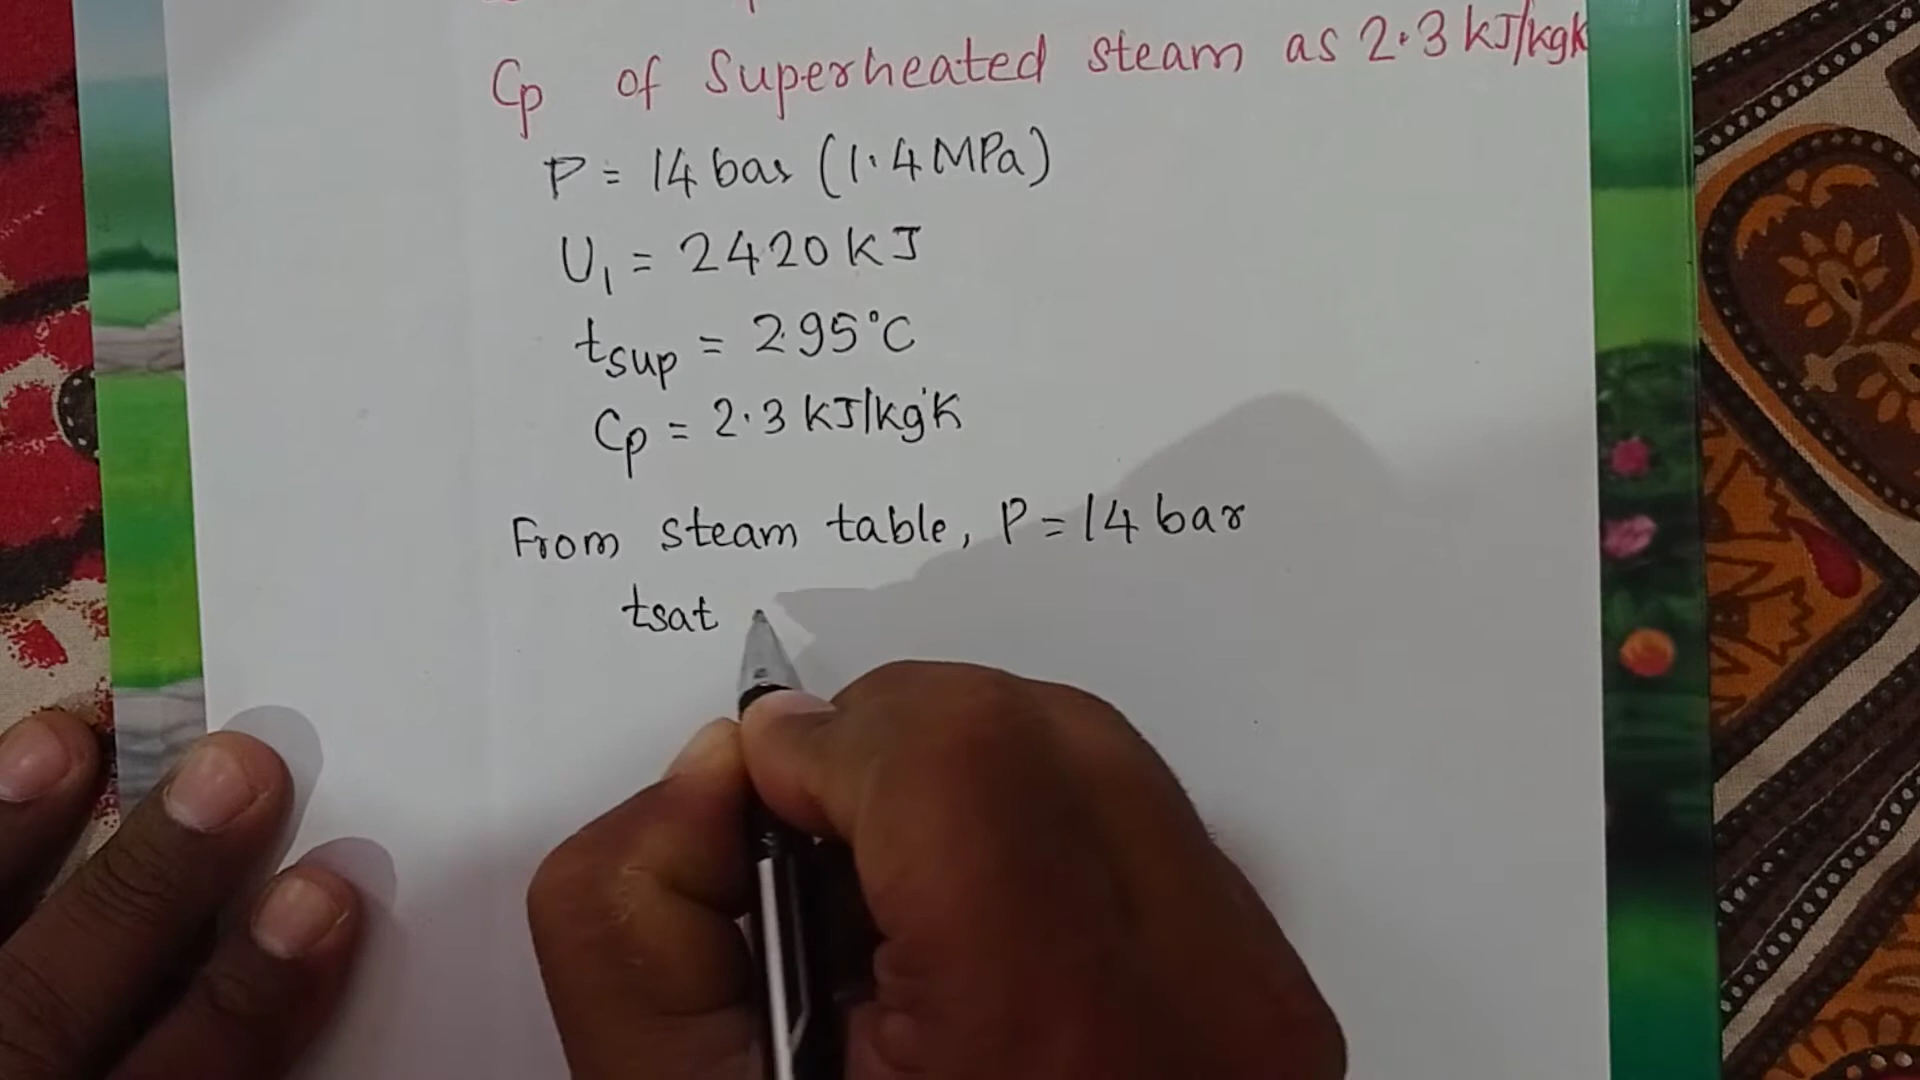 Cp of Superheated steam as 2.3 kJ/kgK
P = 14 bar (1.4 MPa)
U1 = 2420 kJ
tsup = 295°C
Cp = 2.3 kJ/kgK
From steam table, P = 14 bar
tsat